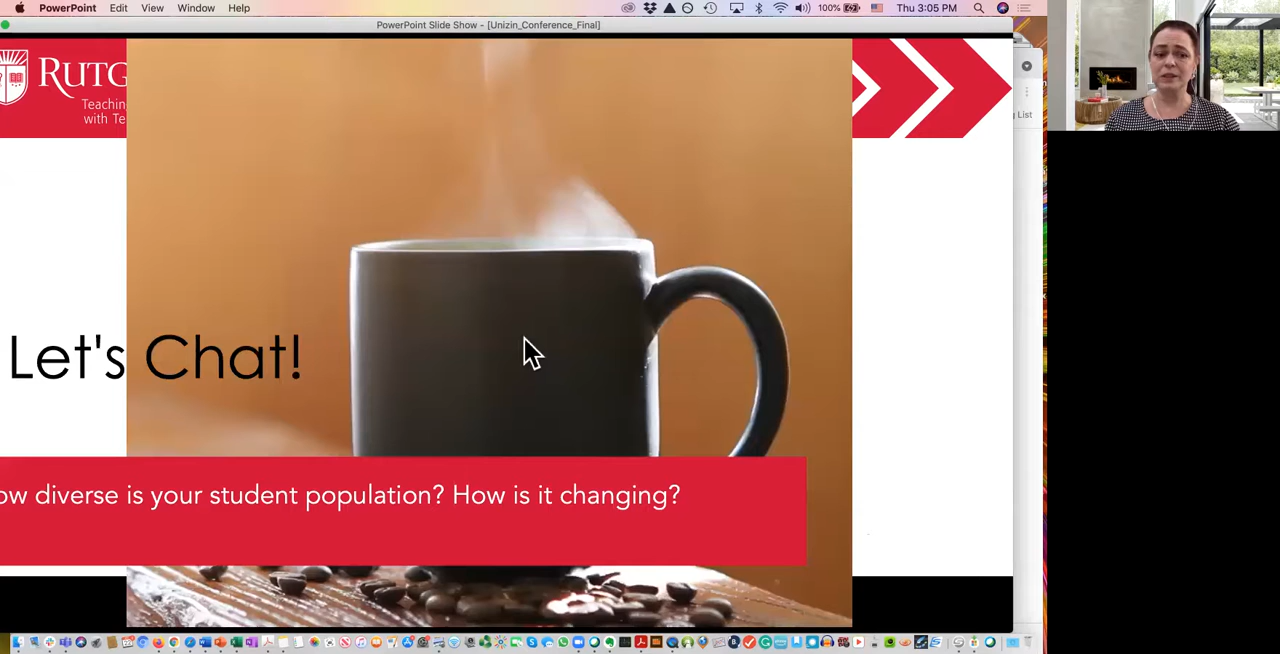 PowerPoint Edit View Window Help 100% Thu 3:05 PM
PowerPoint Slide Show - [Unizin_Conference_Final]
RUTG
Teaching
with Te
g List
Let's Chat!
ow diverse is your student population? How is it changing?